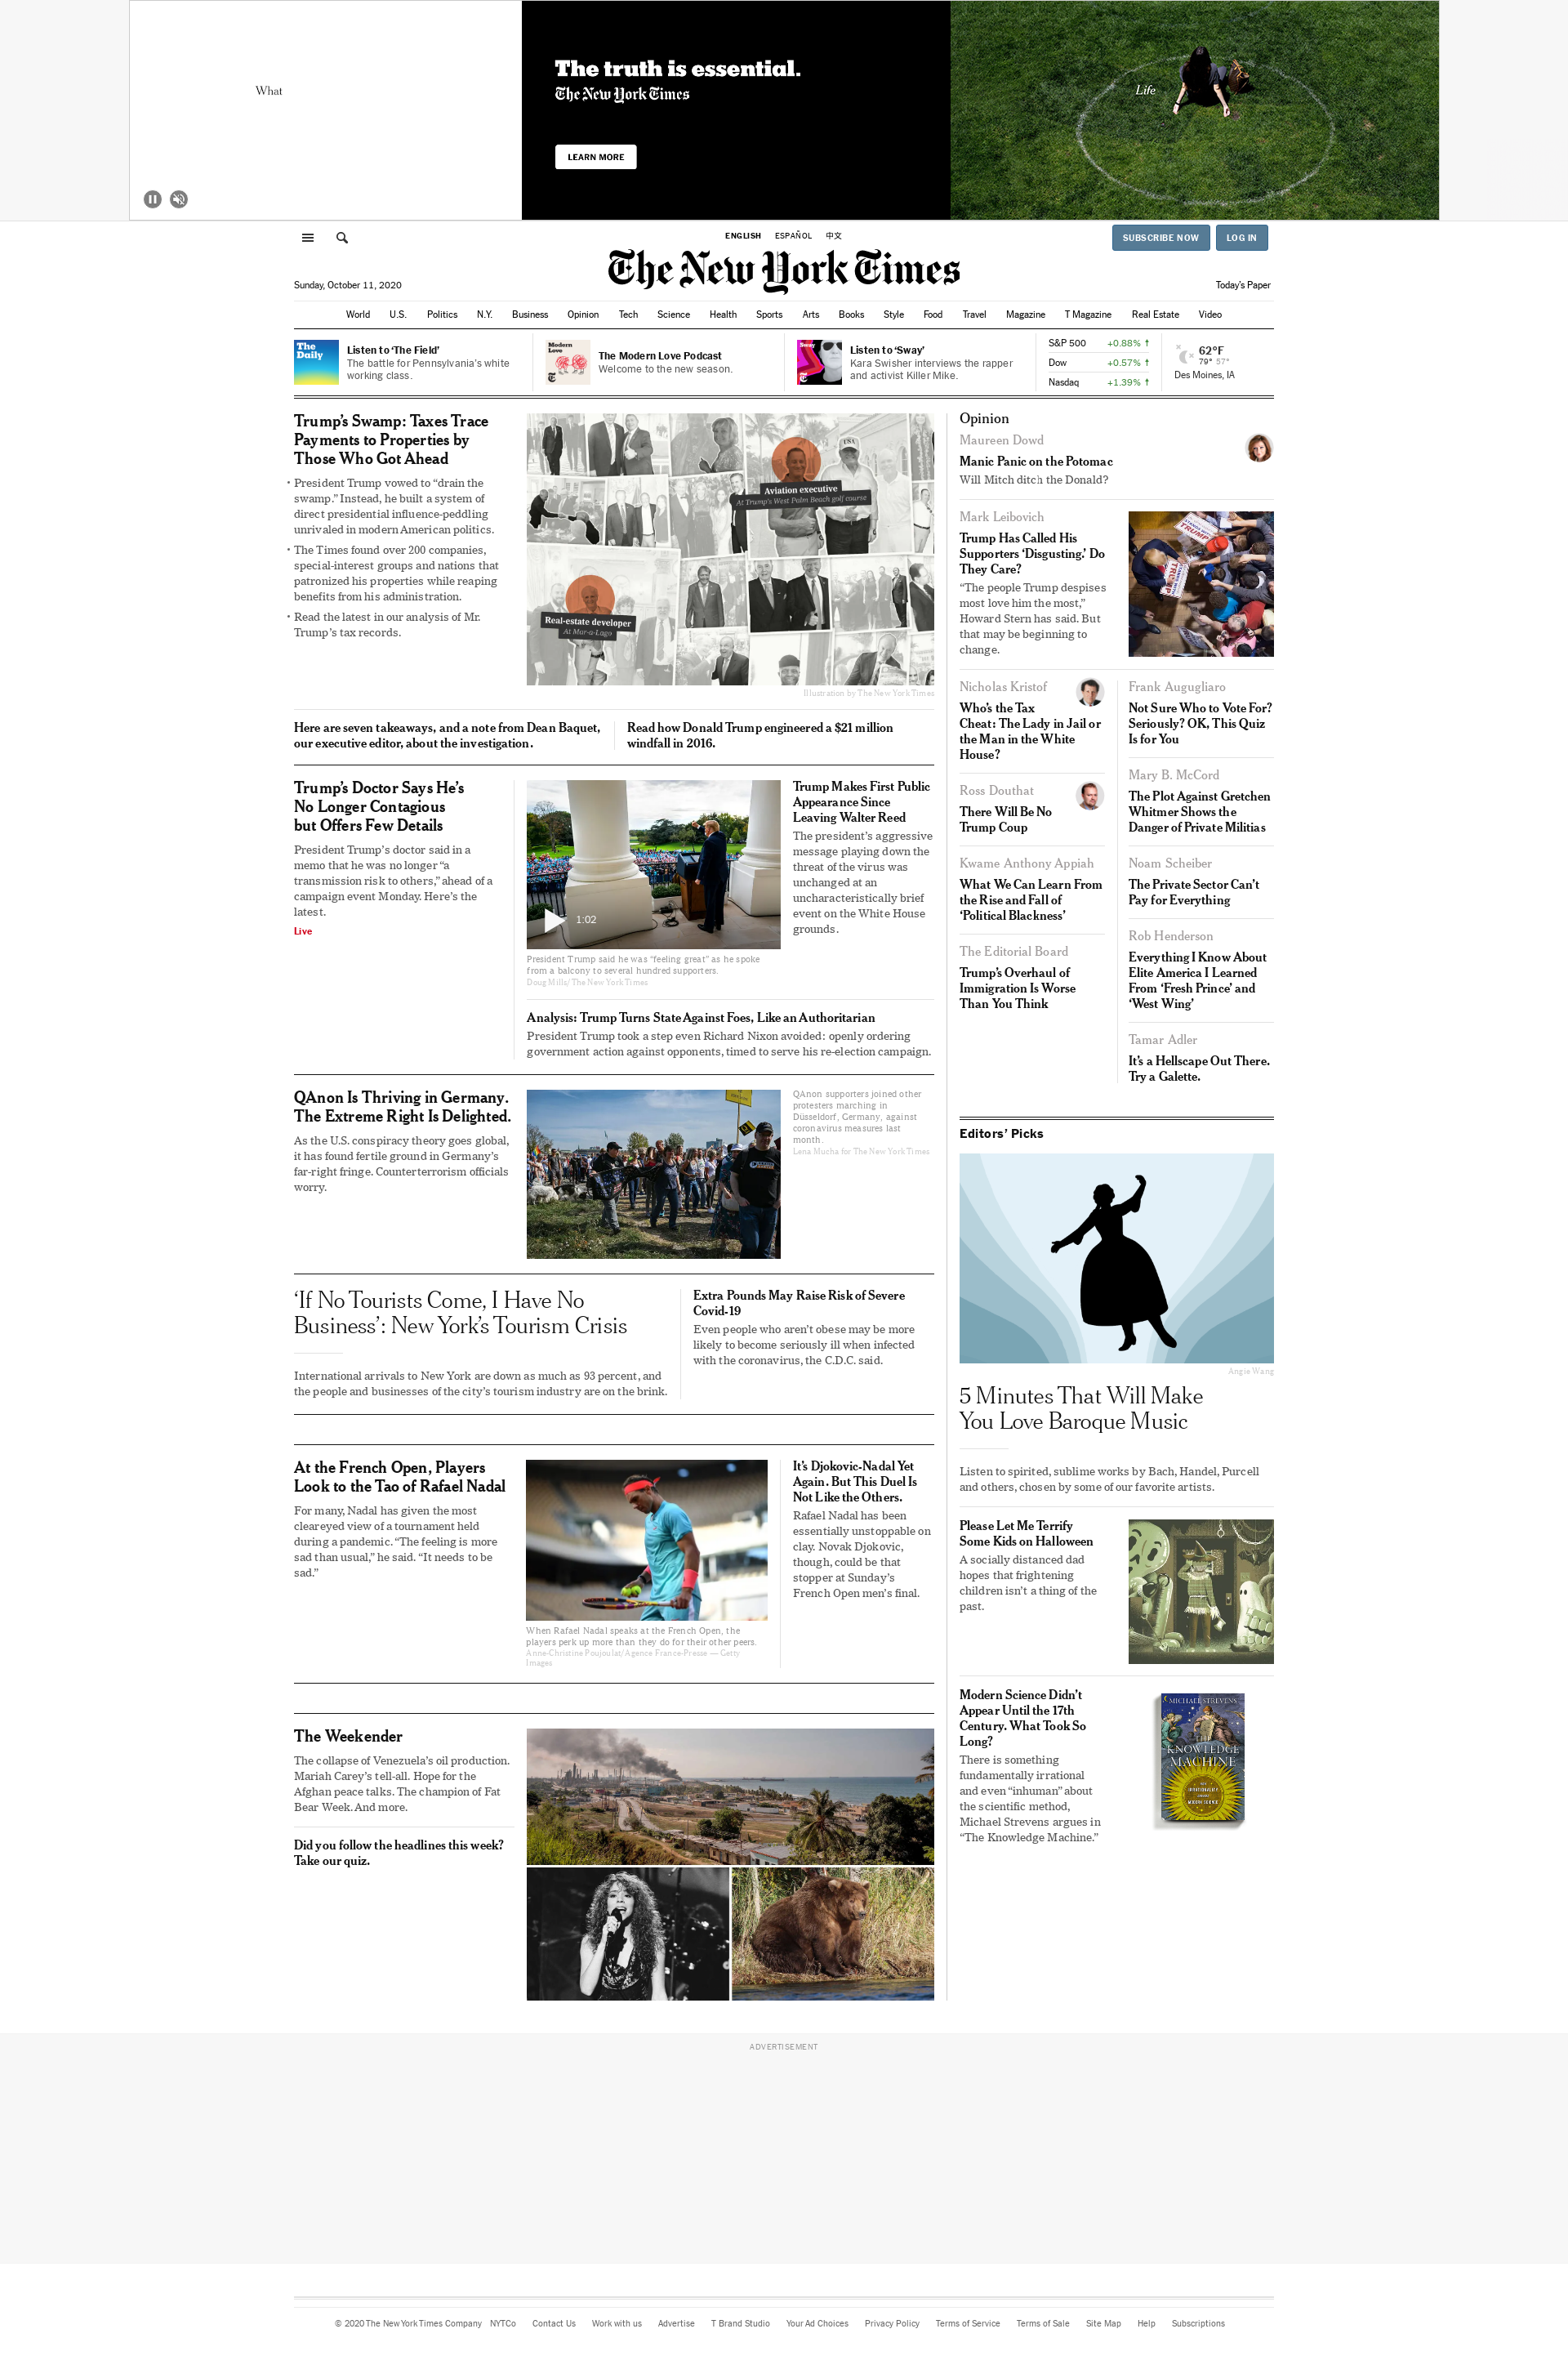 What
The truth is essential.
The New York Times
LEARN MORE
Life
ENGLISH ESPAÑOL 中文
SUBSCRIBE NOW LOG IN
The New York Times
Sunday, October 11, 2020
Today's Paper
World U.S. Politics N.Y. Business Opinion Tech Science Health Sports Arts Books Style Food Travel Magazine T Magazine Real Estate Video
The
Daily
Listen to ‘The Field’
The battle for Pennsylvania's white
working class.
Modern
Love
The Modern Love Podcast
Welcome to the new season.
Sway
Listen to ‘Sway’
Kara Swisher interviews the rapper
and activist Killer Mike.
S&P 500 +0.88% ↑
Dow +0.57% ↑
Nasdaq +1.39% ↑
62°F
79° 57°
Des Moines, IA
Trump’s Swamp: Taxes Trace
Payments to Properties by
Those Who Got Ahead
• President Trump vowed to “drain the
swamp.” Instead, he built a system of
direct presidential influence-peddling
unrivaled in modern American politics.
• The Times found over 200 companies,
special-interest groups and nations that
patronized his properties while reaping
benefits from his administration.
• Read the latest in our analysis of Mr.
Trump’s tax records.
USA
Aviation executive
At Trump's West Palm Beach golf course
Real-estate developer
At Mar-a-Lago
Illustration by The New York Times
Here are seven takeaways, and a note from Dean Baquet,
our executive editor, about the investigation.
Read how Donald Trump engineered a $21 million
windfall in 2016.
Trump’s Doctor Says He’s
No Longer Contagious
but Offers Few Details
President Trump’s doctor said in a
memo that he was no longer “a
transmission risk to others,” ahead of a
campaign event Monday. Here’s the
latest.
Live
1:02
President Trump said he was “feeling great” as he spoke
from a balcony to several hundred supporters.
Doug Mills/The New York Times
Trump Makes First Public
Appearance Since
Leaving Walter Reed
The president’s aggressive
message playing down the
threat of the virus was
unchanged at an
uncharacteristically brief
event on the White House
grounds.
Analysis: Trump Turns State Against Foes, Like an Authoritarian
President Trump took a step even Richard Nixon avoided: openly ordering
government action against opponents, timed to serve his re-election campaign.
QAnon Is Thriving in Germany.
The Extreme Right Is Delighted.
As the U.S. conspiracy theory goes global,
it has found fertile ground in Germany’s
far-right fringe. Counterterrorism officials
worry.
QAnon supporters joined other
protesters marching in
Düsseldorf, Germany, against
coronavirus measures last
month.
Lena Mucha for The New York Times
‘If No Tourists Come, I Have No
Business’: New York’s Tourism Crisis
International arrivals to New York are down as much as 93 percent, and
the people and businesses of the city’s tourism industry are on the brink.
Extra Pounds May Raise Risk of Severe
Covid-19
Even people who aren’t obese may be more
likely to become seriously ill when infected
with the coronavirus, the C.D.C. said.
At the French Open, Players
Look to the Tao of Rafael Nadal
For many, Nadal has given the most
cleareyed view of a tournament held
during a pandemic. “The feeling is more
sad than usual,” he said. “It needs to be
sad.”
When Rafael Nadal speaks at the French Open, the
players perk up more than they do for their other peers.
Anne-Christine Poujoulat/Agence France-Presse — Getty
Images
It’s Djokovic-Nadal Yet
Again. But This Duel Is
Not Like the Others.
Rafael Nadal has been
essentially unstoppable on
clay. Novak Djokovic,
though, could be that
stopper at Sunday’s
French Open men’s final.
The Weekender
The collapse of Venezuela’s oil production.
Mariah Carey’s tell-all. Hope for the
Afghan peace talks. The champion of Fat
Bear Week. And more.
Did you follow the headlines this week?
Take our quiz.
Opinion
Maureen Dowd
Manic Panic on the Potomac
Will Mitch ditch the Donald?
Mark Leibovich
Trump Has Called His
Supporters ‘Disgusting.’ Do
They Care?
“The people Trump despises
most love him the most,”
Howard Stern has said. But
that may be beginning to
change.
TRUMP
Nicholas Kristof
Who’s the Tax
Cheat: The Lady in Jail or
the Man in the White
House?
Ross Douthat
There Will Be No
Trump Coup
Kwame Anthony Appiah
What We Can Learn From
the Rise and Fall of
‘Political Blackness’
The Editorial Board
Trump’s Overhaul of
Immigration Is Worse
Than You Think
Frank Augugliaro
Not Sure Who to Vote For?
Seriously? OK, This Quiz
Is for You
Mary B. McCord
The Plot Against Gretchen
Whitmer Shows the
Danger of Private Militias
Noam Scheiber
The Private Sector Can’t
Pay for Everything
Rob Henderson
Everything I Know About
Elite America I Learned
From ‘Fresh Prince’ and
‘West Wing’
Tamar Adler
It’s a Hellscape Out There.
Try a Galette.
Editors’ Picks
Angie Wang
5 Minutes That Will Make
You Love Baroque Music
Listen to spirited, sublime works by Bach, Handel, Purcell
and others, chosen by some of our favorite artists.
Please Let Me Terrify
Some Kids on Halloween
A socially distanced dad
hopes that frightening
children isn’t a thing of the
past.
Modern Science Didn’t
Appear Until the 17th
Century. What Took So
Long?
There is something
fundamentally irrational
and even “inhuman” about
the scientific method,
Michael Strevens argues in
“The Knowledge Machine.”
MICHAEL STREVENS
THE
KNOWLEDGE
MACHINE
ADVERTISEMENT
© 2020 The New York Times Company NYTCo Contact Us Work with us Advertise T Brand Studio Your Ad Choices Privacy Policy Terms of Service Terms of Sale Site Map Help Subscriptions